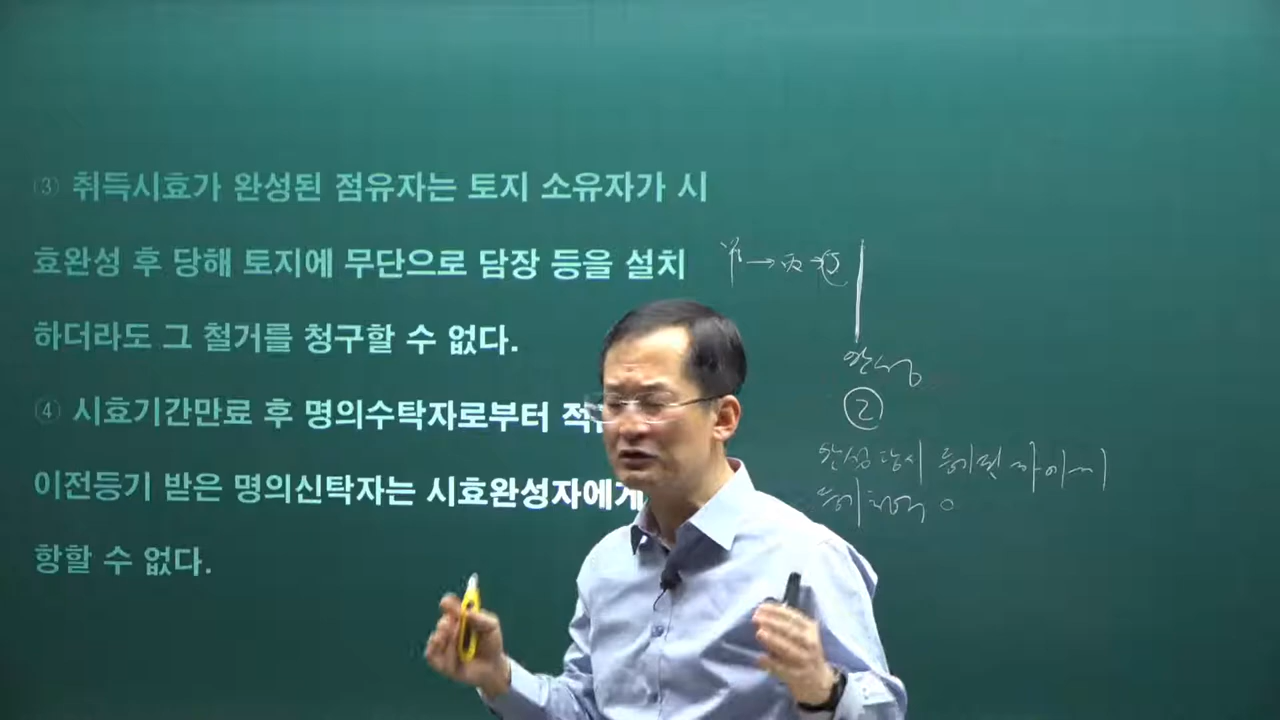 ③ 취득시효가 완성된 점유자는 토지 소유자가 시
효완성 후 당해 토지에 무단으로 담장 등을 설치
하더라도 그 철거를 청구할 수 없다.
④ 시효기간만료 후 명의수탁자로부터 적
이전등기 받은 명의신탁자는 시효완성자에게
항할 수 없다.
완성
②
완성 당시